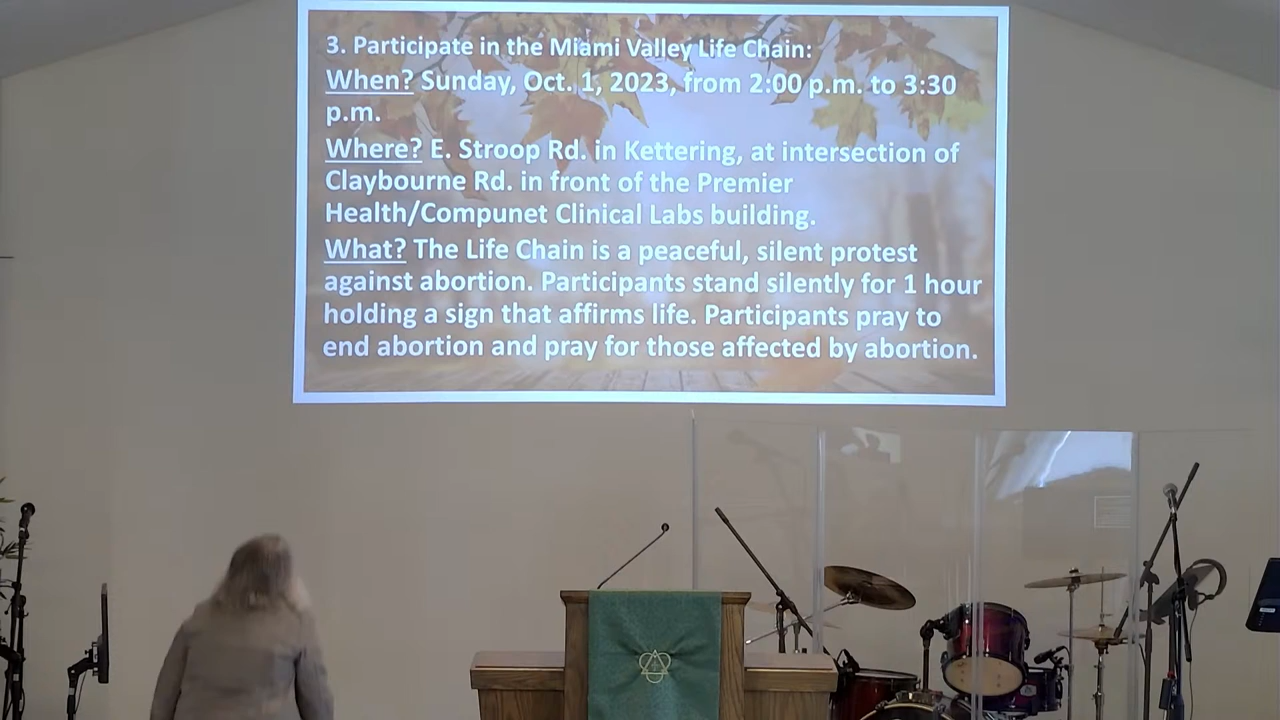 3. Participate in the Miami Valley Life Chain:
When? Sunday, Oct. 1, 2023, from 2:00 p.m. to 3:30
p.m.
Where? E. Stroop Rd. in Kettering, at intersection of
Claybourne Rd. in front of the Premier
Health/Compunet Clinical Labs building.
What? The Life Chain is a peaceful, silent protest
against abortion. Participants stand silently for 1 hour
holding a sign that affirms life. Participants pray to
end abortion and pray for those affected by abortion.